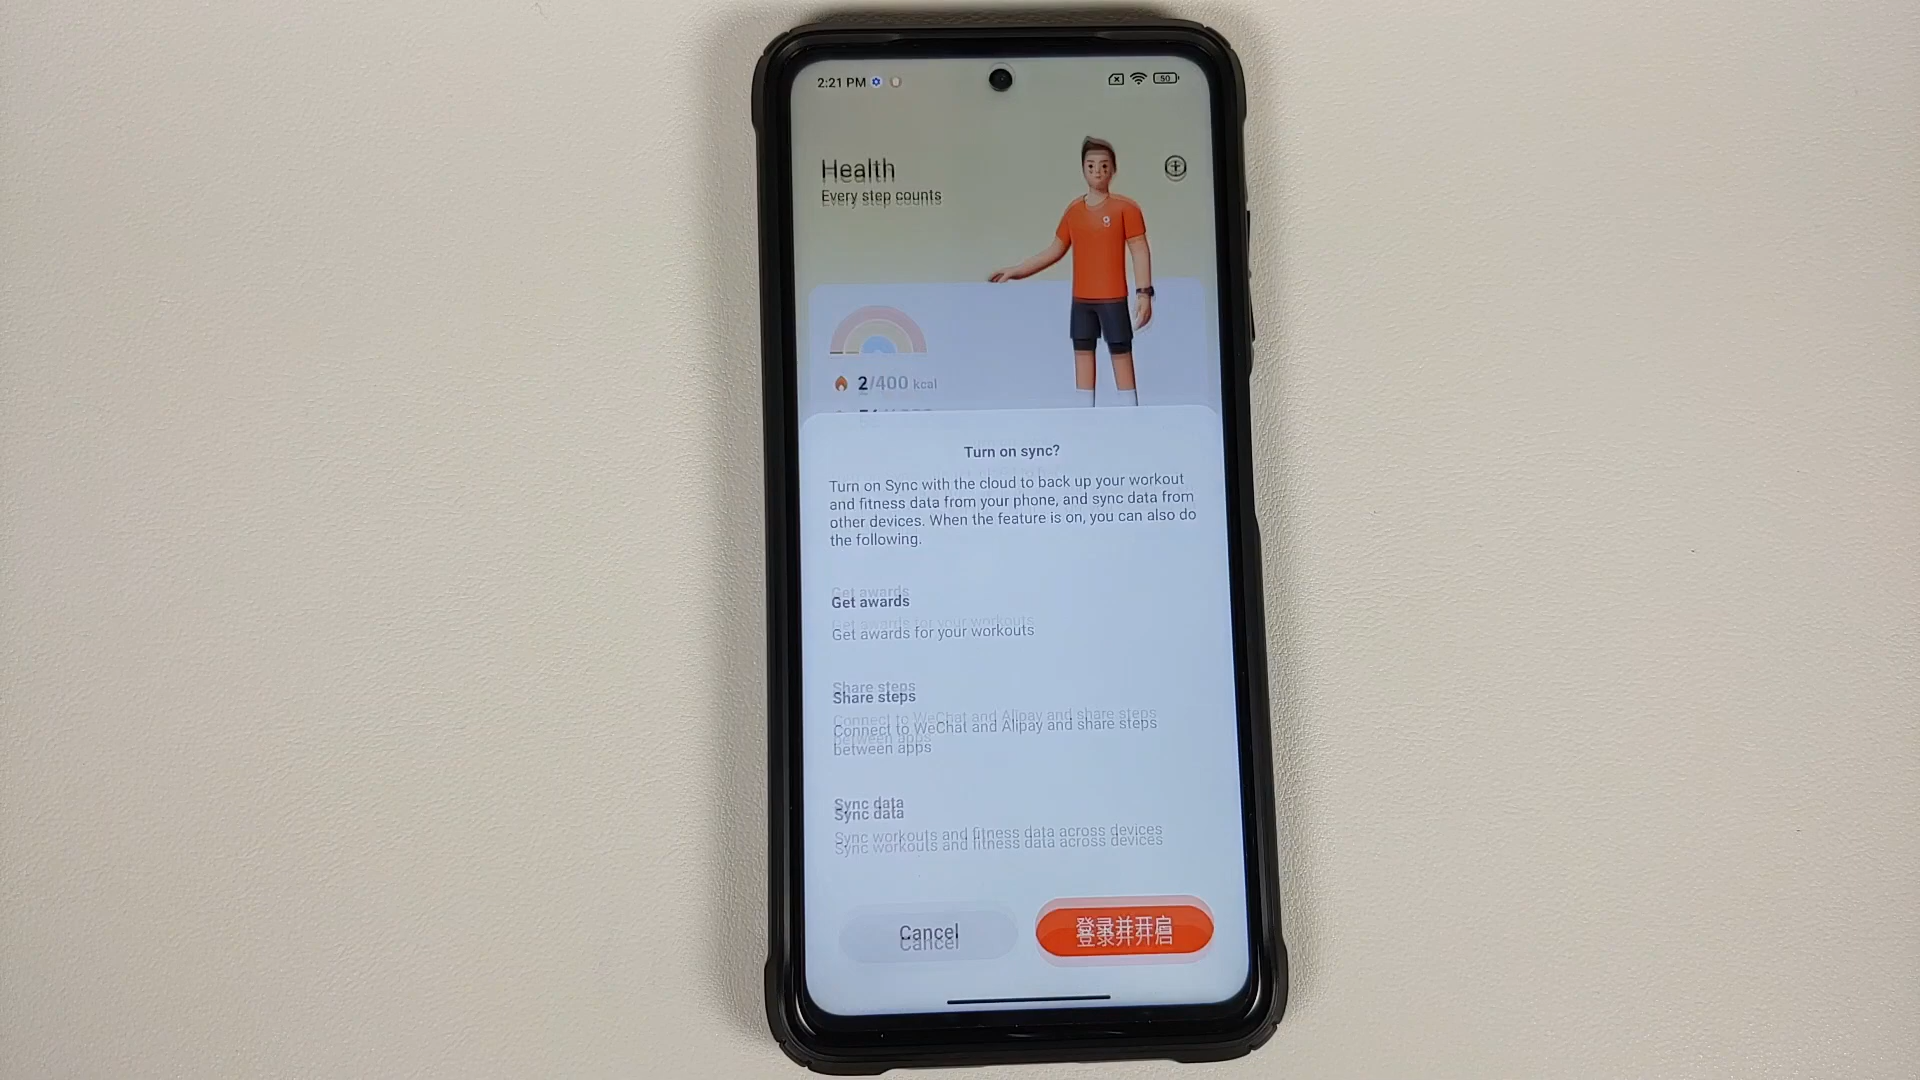 2:21 PM
50
Health
Every step counts
9
2/400 kcal
Turn on sync?
Turn on Sync with the cloud to back up your workout
and fitness data from your phone, and sync data from
other devices. When the feature is on, you can also do
the following.
Get awards
Get awards for your workouts
Share steps
Connect to WeChat and Alipay and share steps
between apps
Sync data
Sync workouts and fitness data across devices
Cancel
登录并开启